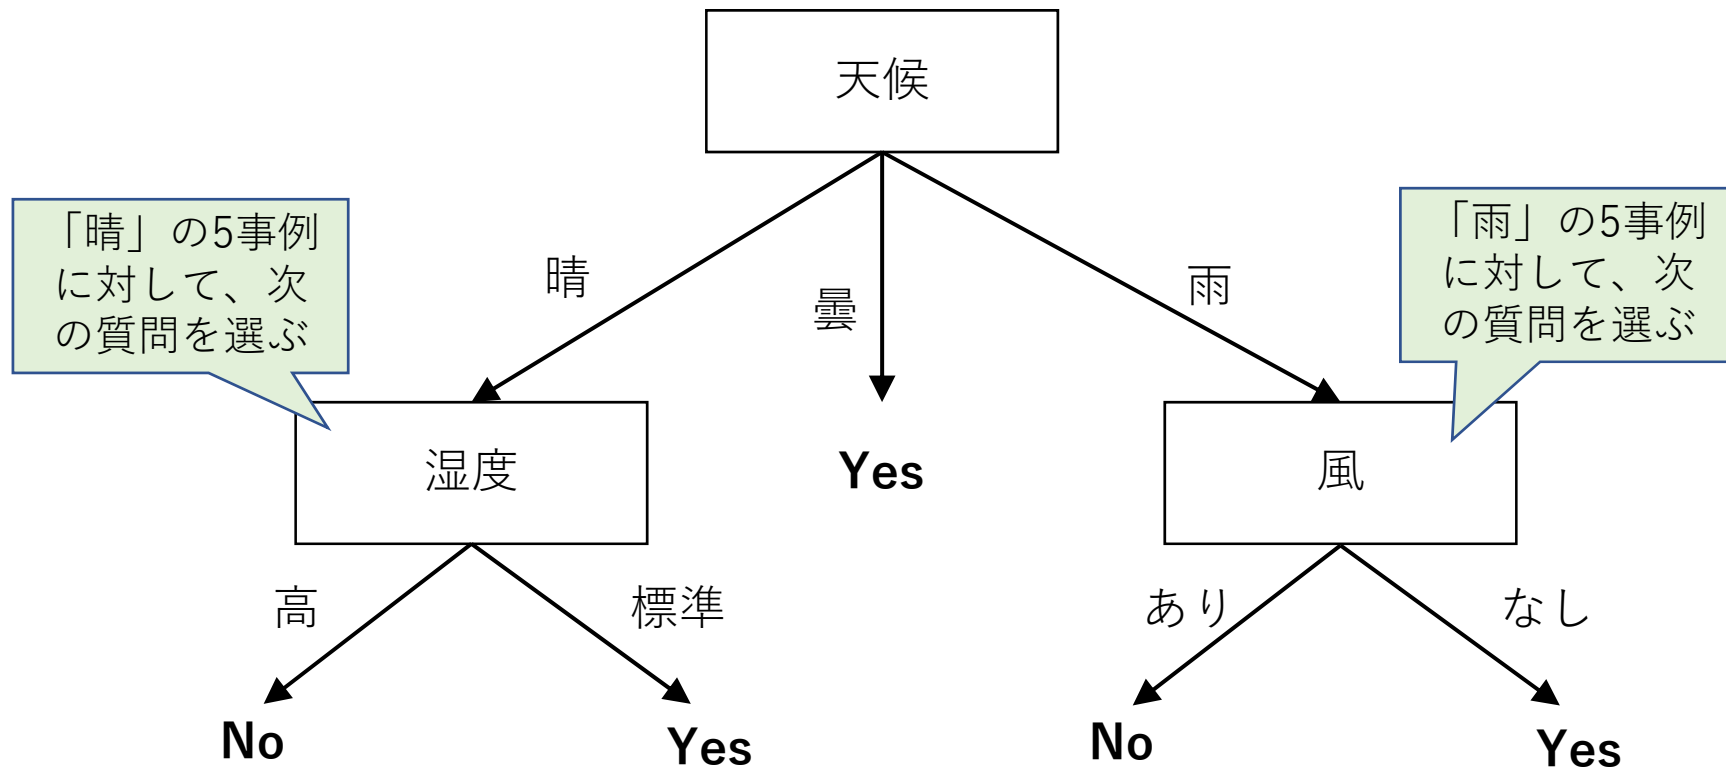 天候
「晴」の5事例
に対して、次
の質問を選ぶ
「雨」の5事例
に対して、次
の質問を選ぶ
晴
曇
雨
湿度
Yes
風
高
標準
あり
なし
No
Yes
No
Yes